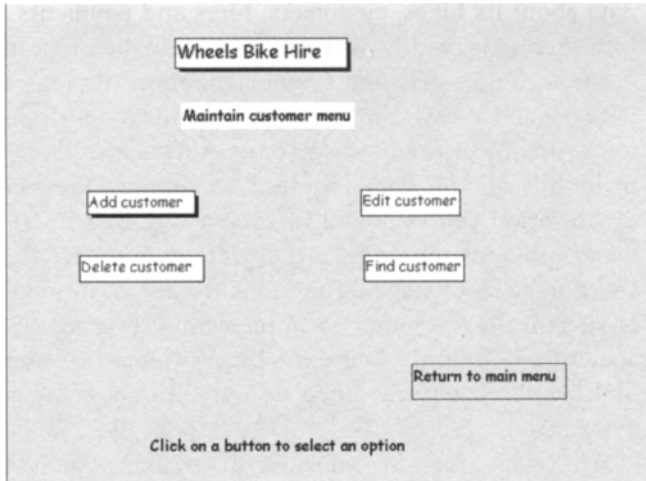 Wheels Bike Hire
Maintain customer menu
Add customer
Edit customer
Delete customer
Find customer
Return to main menu
Click on a button to select an option